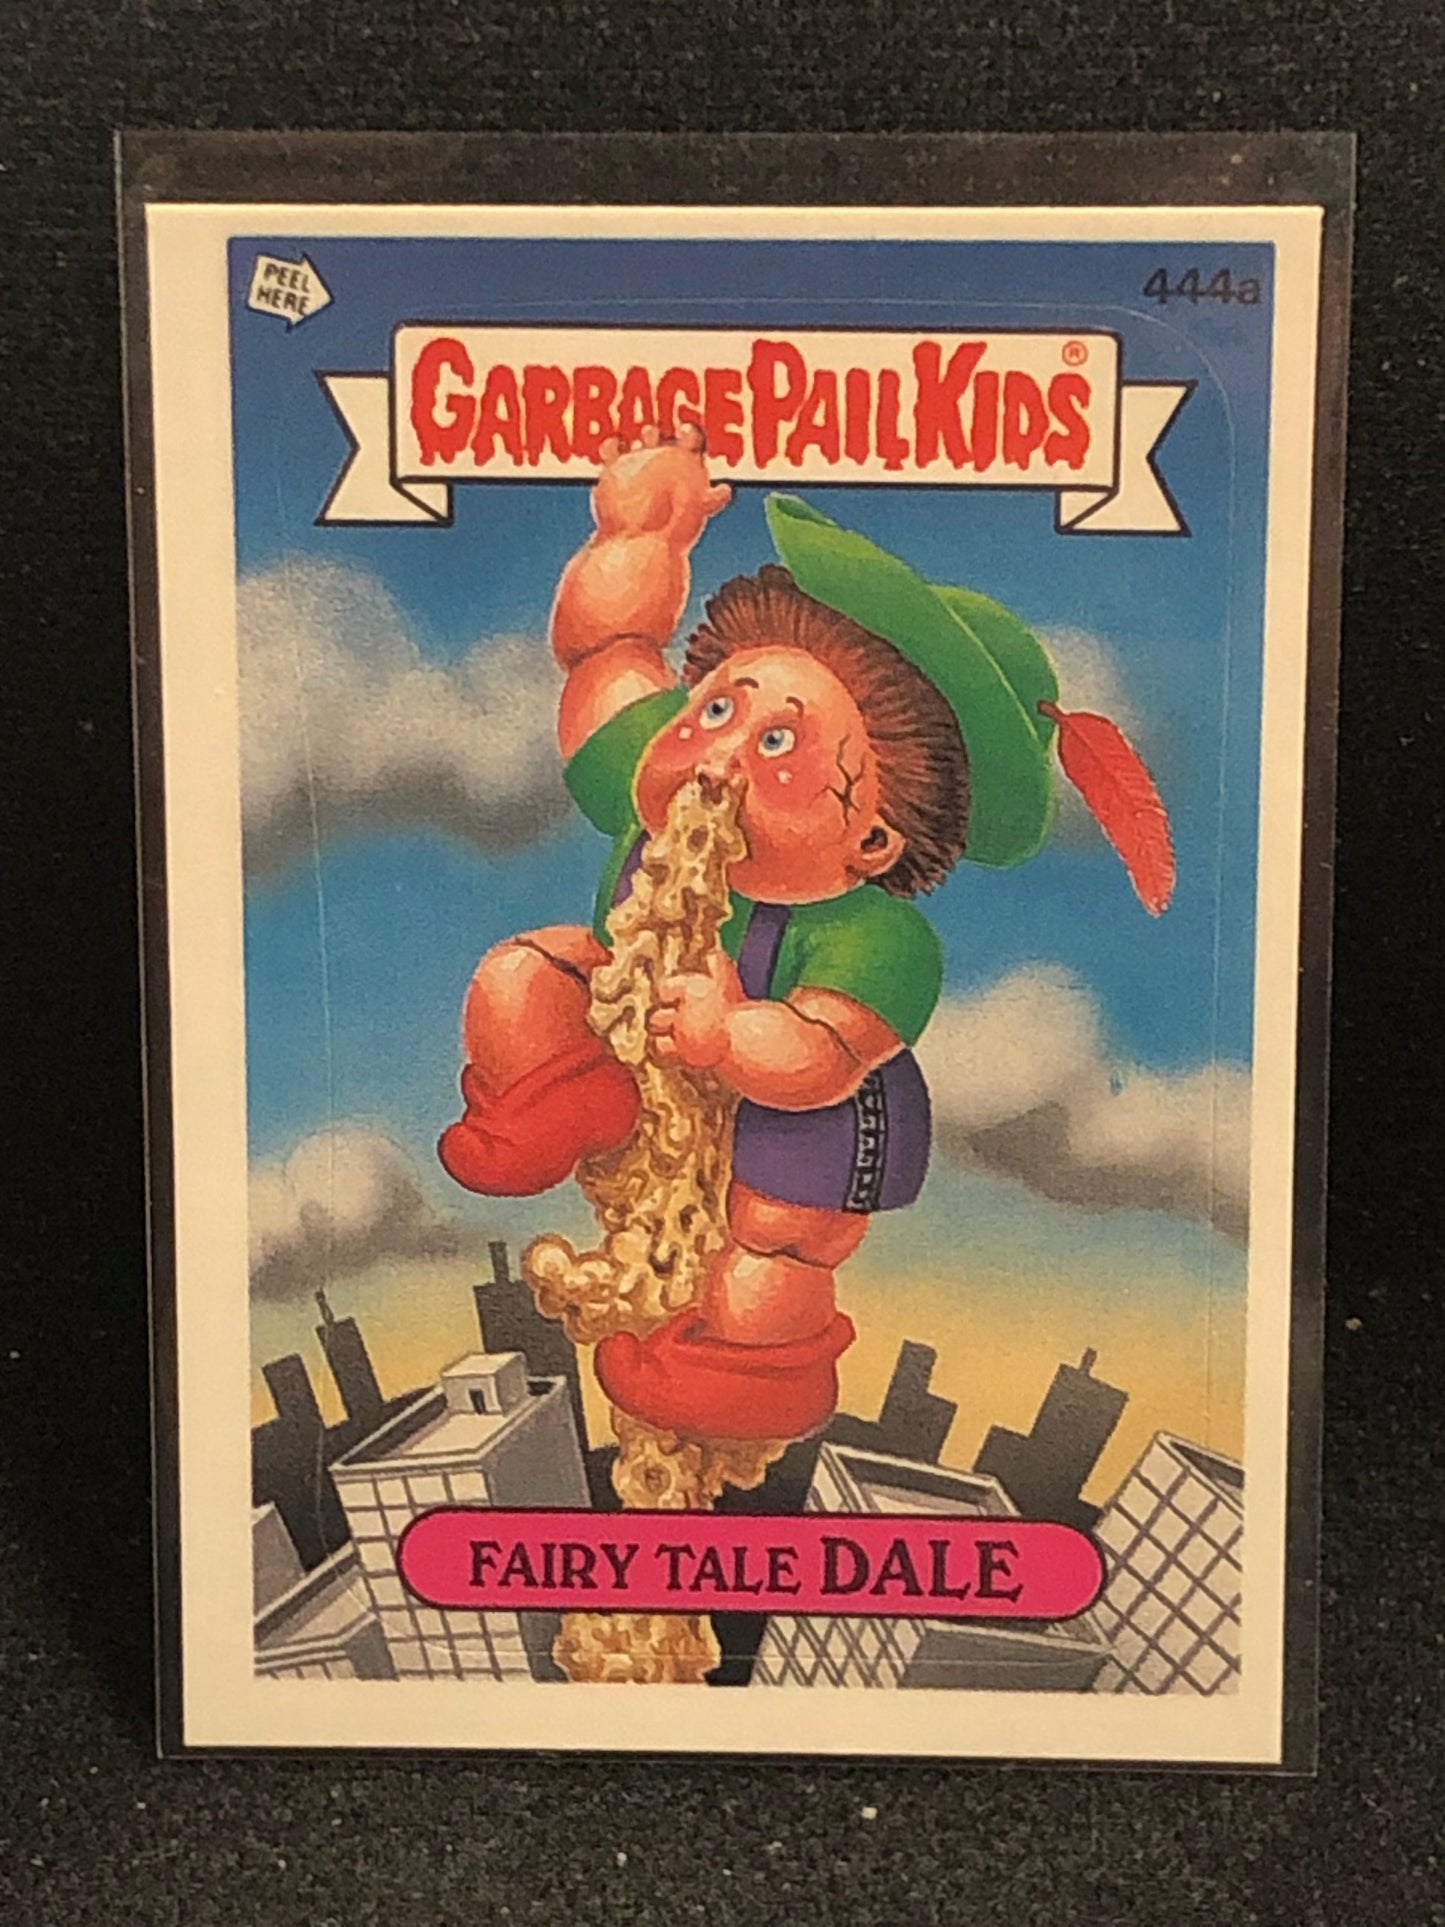 PEEL
HERE
444a
GARBAGE PAIL KIDS®
FAIRY TALE DALE